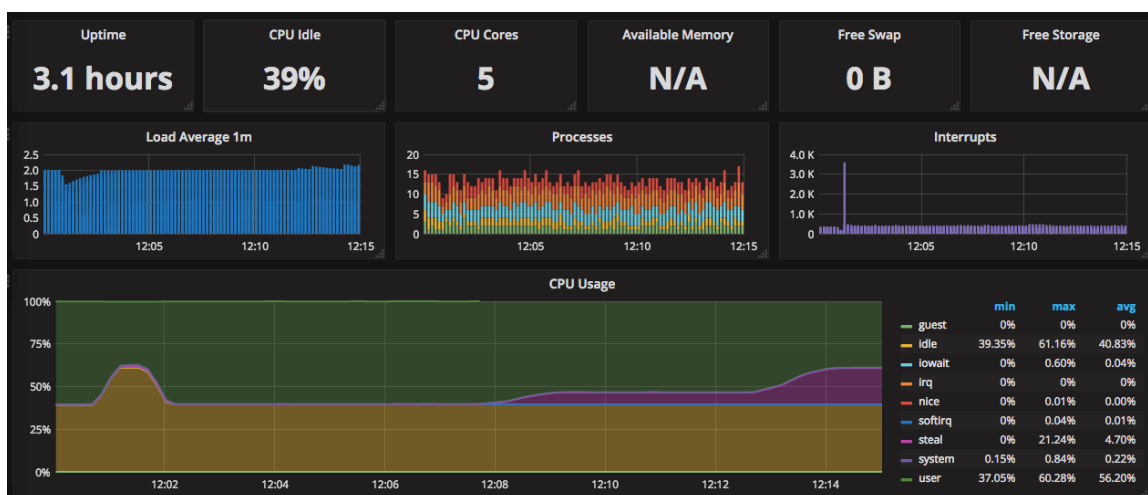 Uptime
CPU Idle
CPU Cores
Available Memory
Free Swap
Free Storage
3.1 hours
39%
5
N/A
0 B
N/A
Load Average 1m
2.5
2.0
1.5
1.0
0.5
0
12:05
12:10
12:15
Processes
20
15
10
5
0
12:05
12:10
12:15
Interrupts
4.0 K
3.0 K
2.0 K
1.0 K
0
12:05
12:10
12:15
CPU Usage
100%
75%
50%
25%
0%
12:02
12:04
12:06
12:08
12:10
12:12
12:14
min max avg
guest 0% 0% 0%
idle 39.35% 61.16% 40.83%
iowait 0% 0.60% 0.04%
irq 0% 0% 0%
nice 0% 0.01% 0.00%
softirq 0% 0.04% 0.01%
steal 0% 21.24% 4.70%
system 0.15% 0.84% 0.22%
user 37.05% 60.28% 56.20%